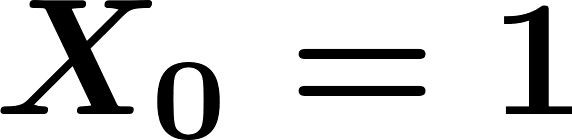 X₀ = 1